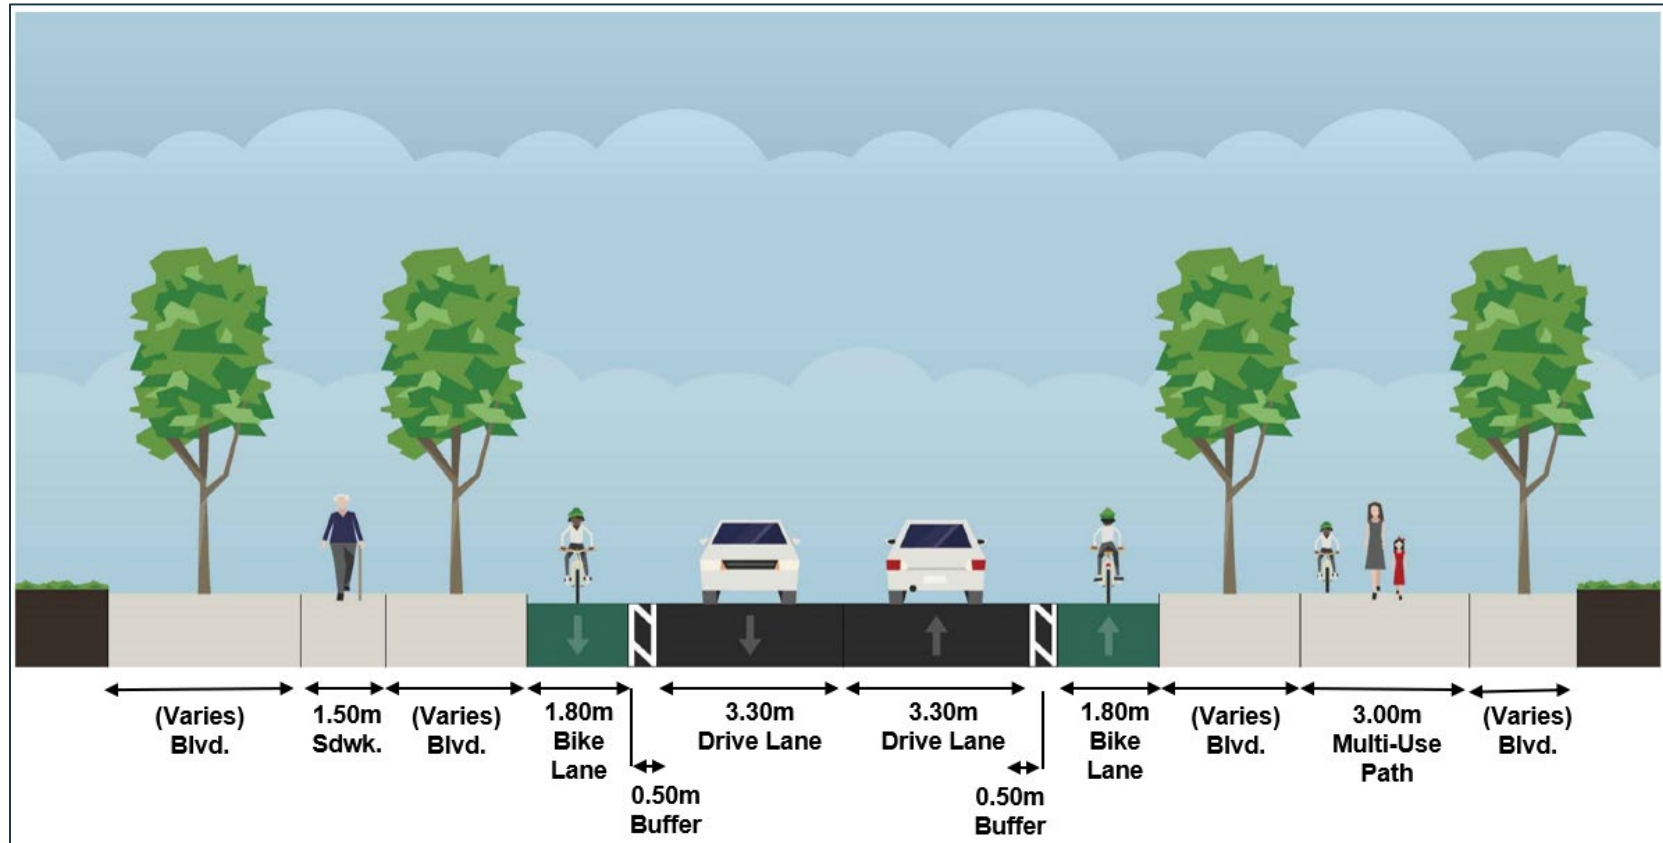 (Varies)
Blvd.
1.50m
Sdwk.
(Varies)
Blvd.
1.80m
Bike
Lane
0.50m
Buffer
3.30m
Drive Lane
3.30m
Drive Lane
0.50m
Buffer
1.80m
Bike
Lane
(Varies)
Blvd.
3.00m
Multi-Use
Path
(Varies)
Blvd.